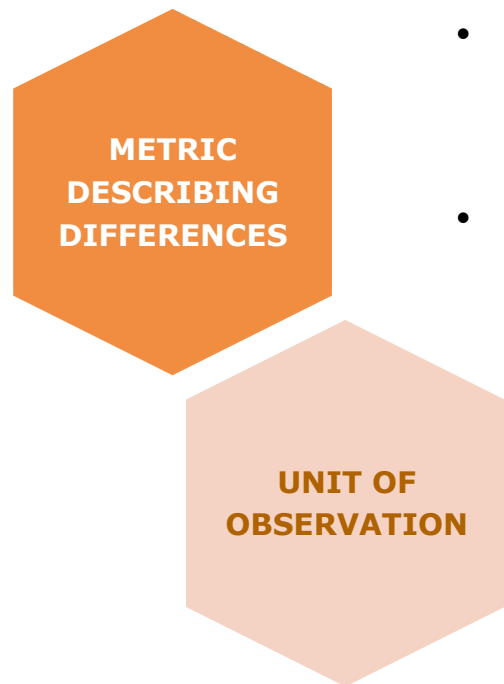 METRIC
DESCRIBING
DIFFERENCES
UNIT OF
OBSERVATION